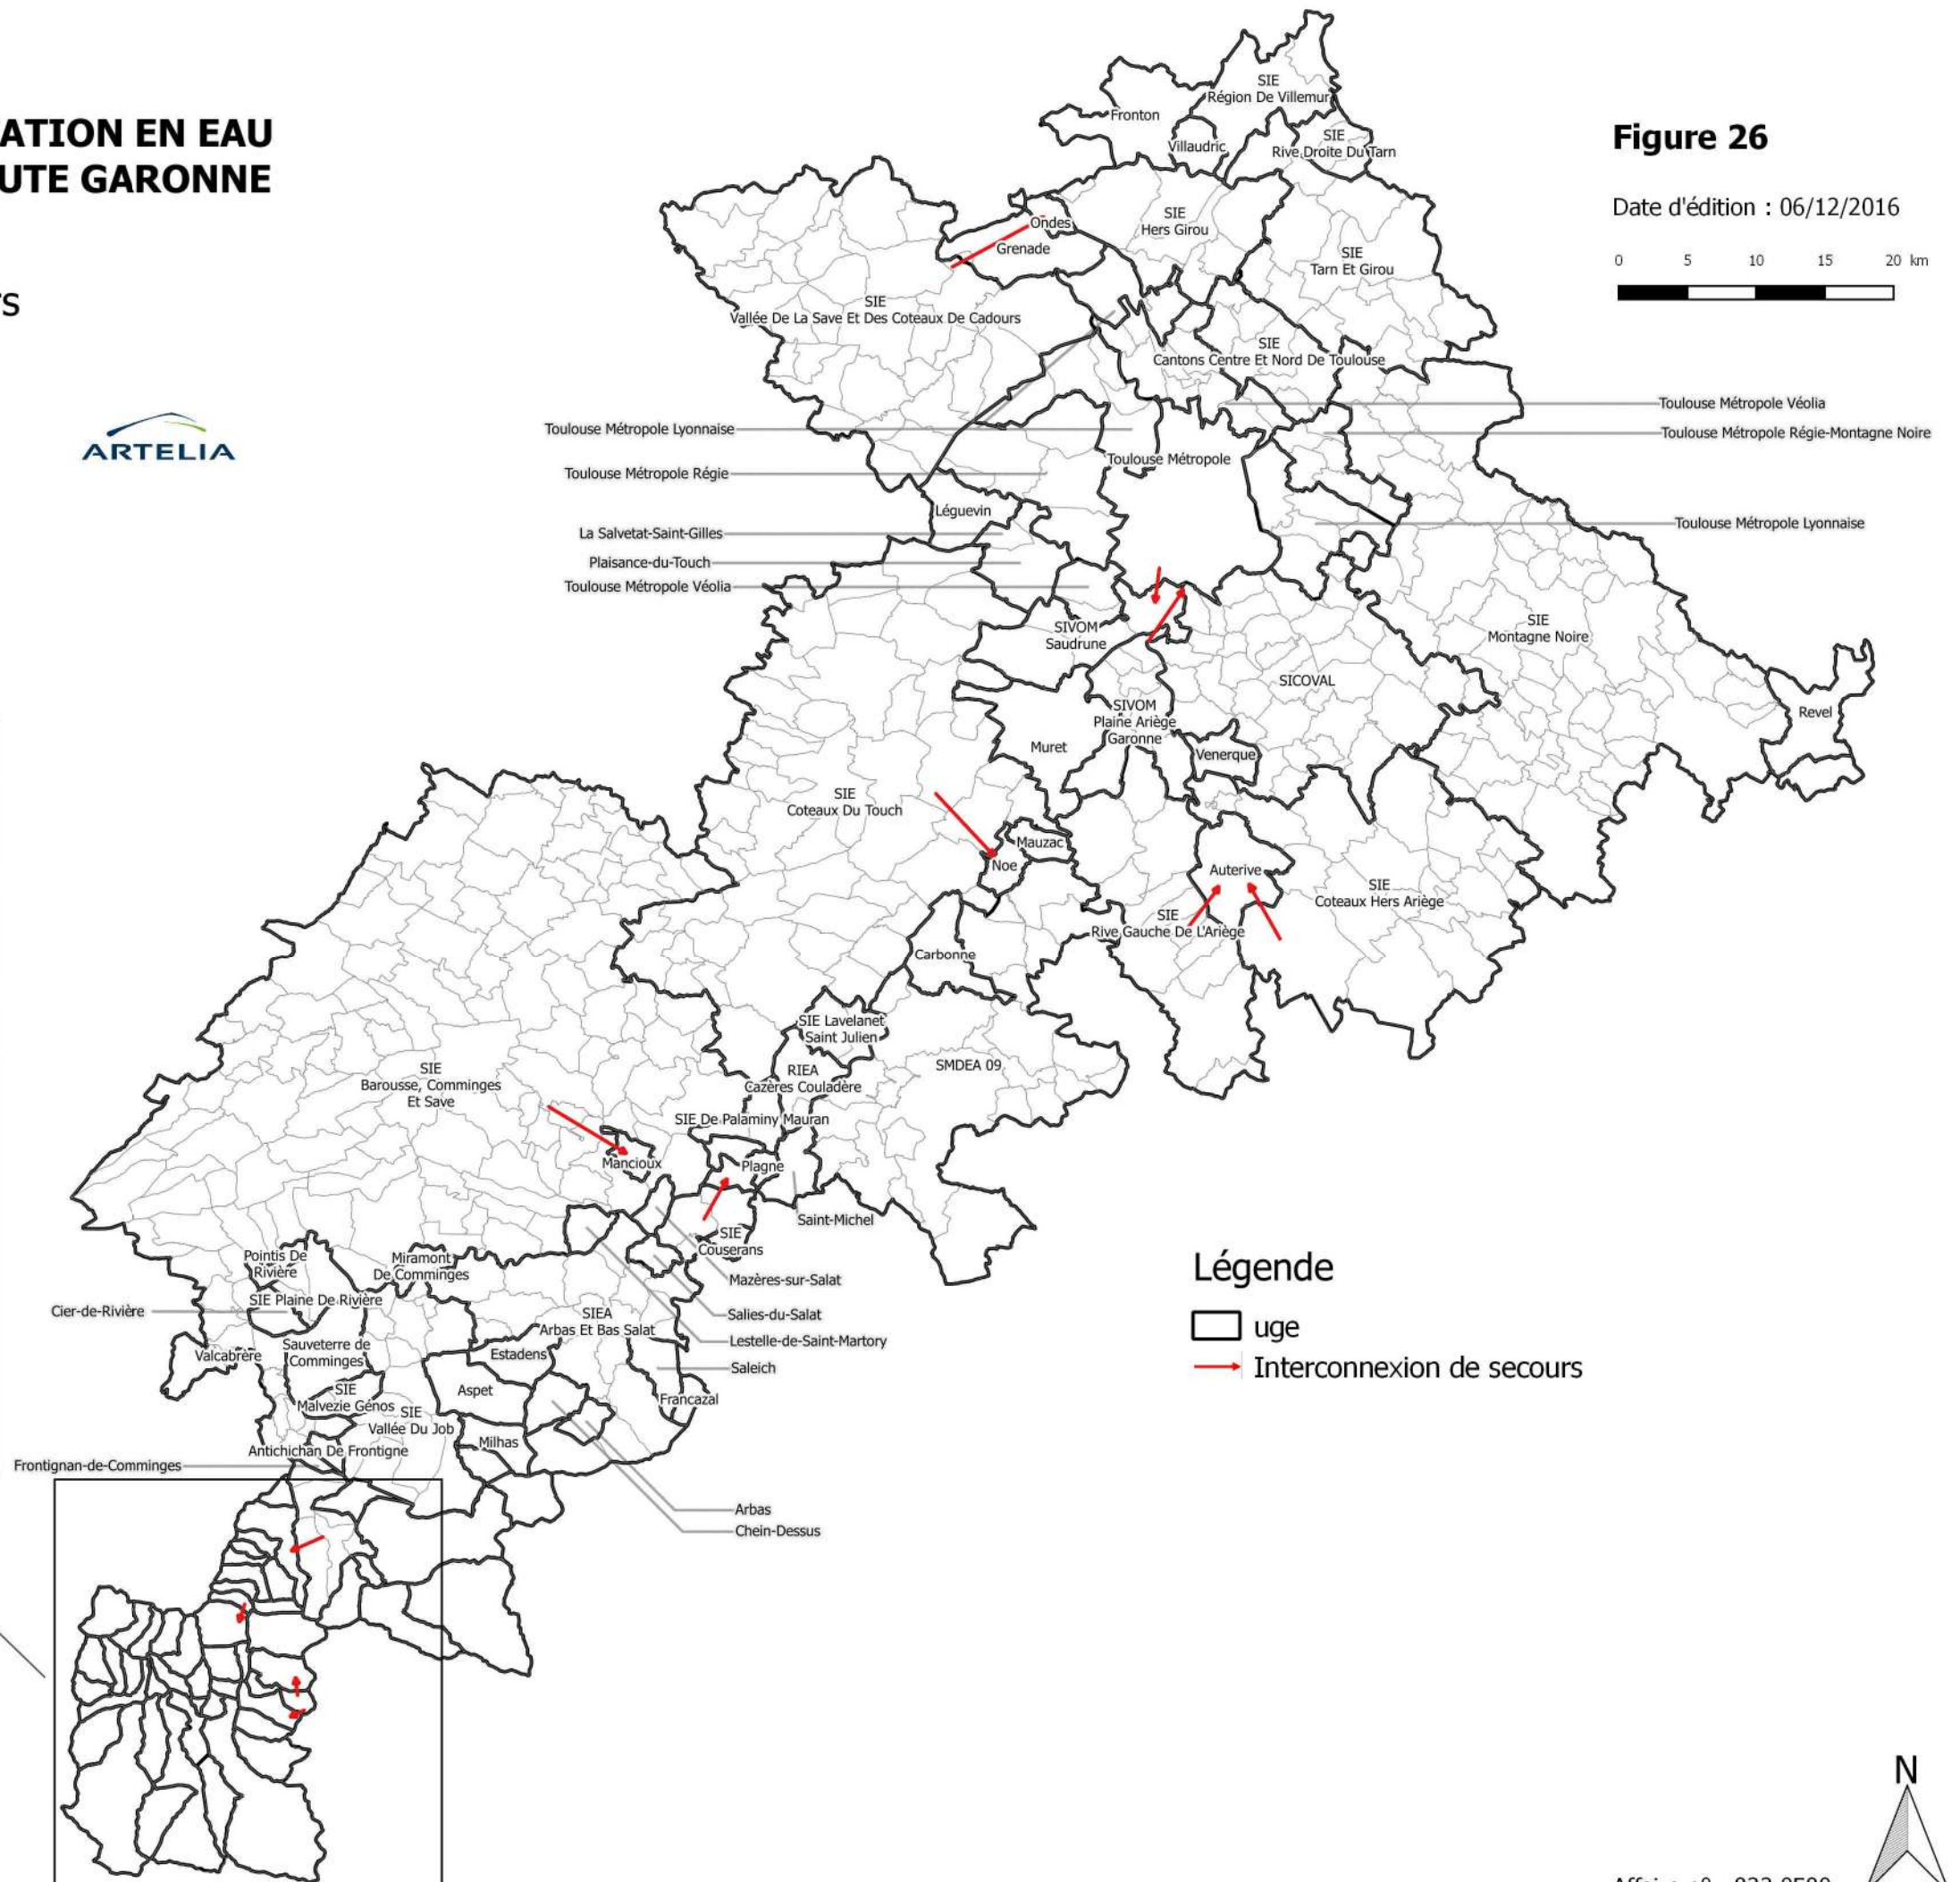 ATION EN EAU
UTE GARONNE
Figure 26
Date d'édition : 06/12/2016
0 5 10 15 20 km
ARTELIA
SIE
Région De Villemur
Fronton
Villaudric
SIE
Rive Droite Du Tarn
Ondes
Grenade
SIE
Hers Girou
SIE
Tarn Et Girou
SIE
Vallée De La Save Et Des Coteaux De Cadours
SIE
Cantons Centre Et Nord De Toulouse
Toulouse Métropole Véolia
Toulouse Métropole Lyonnaise
Toulouse Métropole Régie-Montagne Noire
Toulouse Métropole
Toulouse Métropole Régie
Léguevin
Toulouse Métropole Lyonnaise
La Salvetat-Saint-Gilles
Plaisance-du-Touch
Toulouse Métropole Véolia
SIVOM
Saudrune
SIE
Montagne Noire
SICOVAL
SIVOM
Plaine Ariège
Garonne
Revel
Muret
Venerque
SIE
Coteaux Du Touch
Mauzac
Noe
Auterive
SIE
Coteaux Hers Ariège
SIE
Rive Gauche De L'Ariège
Carbonne
SIE Lavelanet
Saint Julien
SMDEA 09
RIEA
Cazères Couladère
SIE
Barousse, Comminges
Et Save
SIE De Palaminy Mauran
Mancioux
Plagne
Saint-Michel
SIE
Couserans
Pointis De
Rivière
Miramont
De Comminges
Mazères-sur-Salat
SIE Plaine De Rivière
Cier-de-Rivière
Salies-du-Salat
SIEA
Arbas Et Bas Salat
Lestelle-de-Saint-Martory
Valcabrère
Sauveterre de
Comminges
Estadens
Saleich
Aspet
Francazal
SIE
Malvezie Génos
SIE
Vallée Du Job
Milhas
Antichichan De Frontigne
Frontignan-de-Comminges
Arbas
Chein-Dessus
Légende
uge
Interconnexion de secours
N